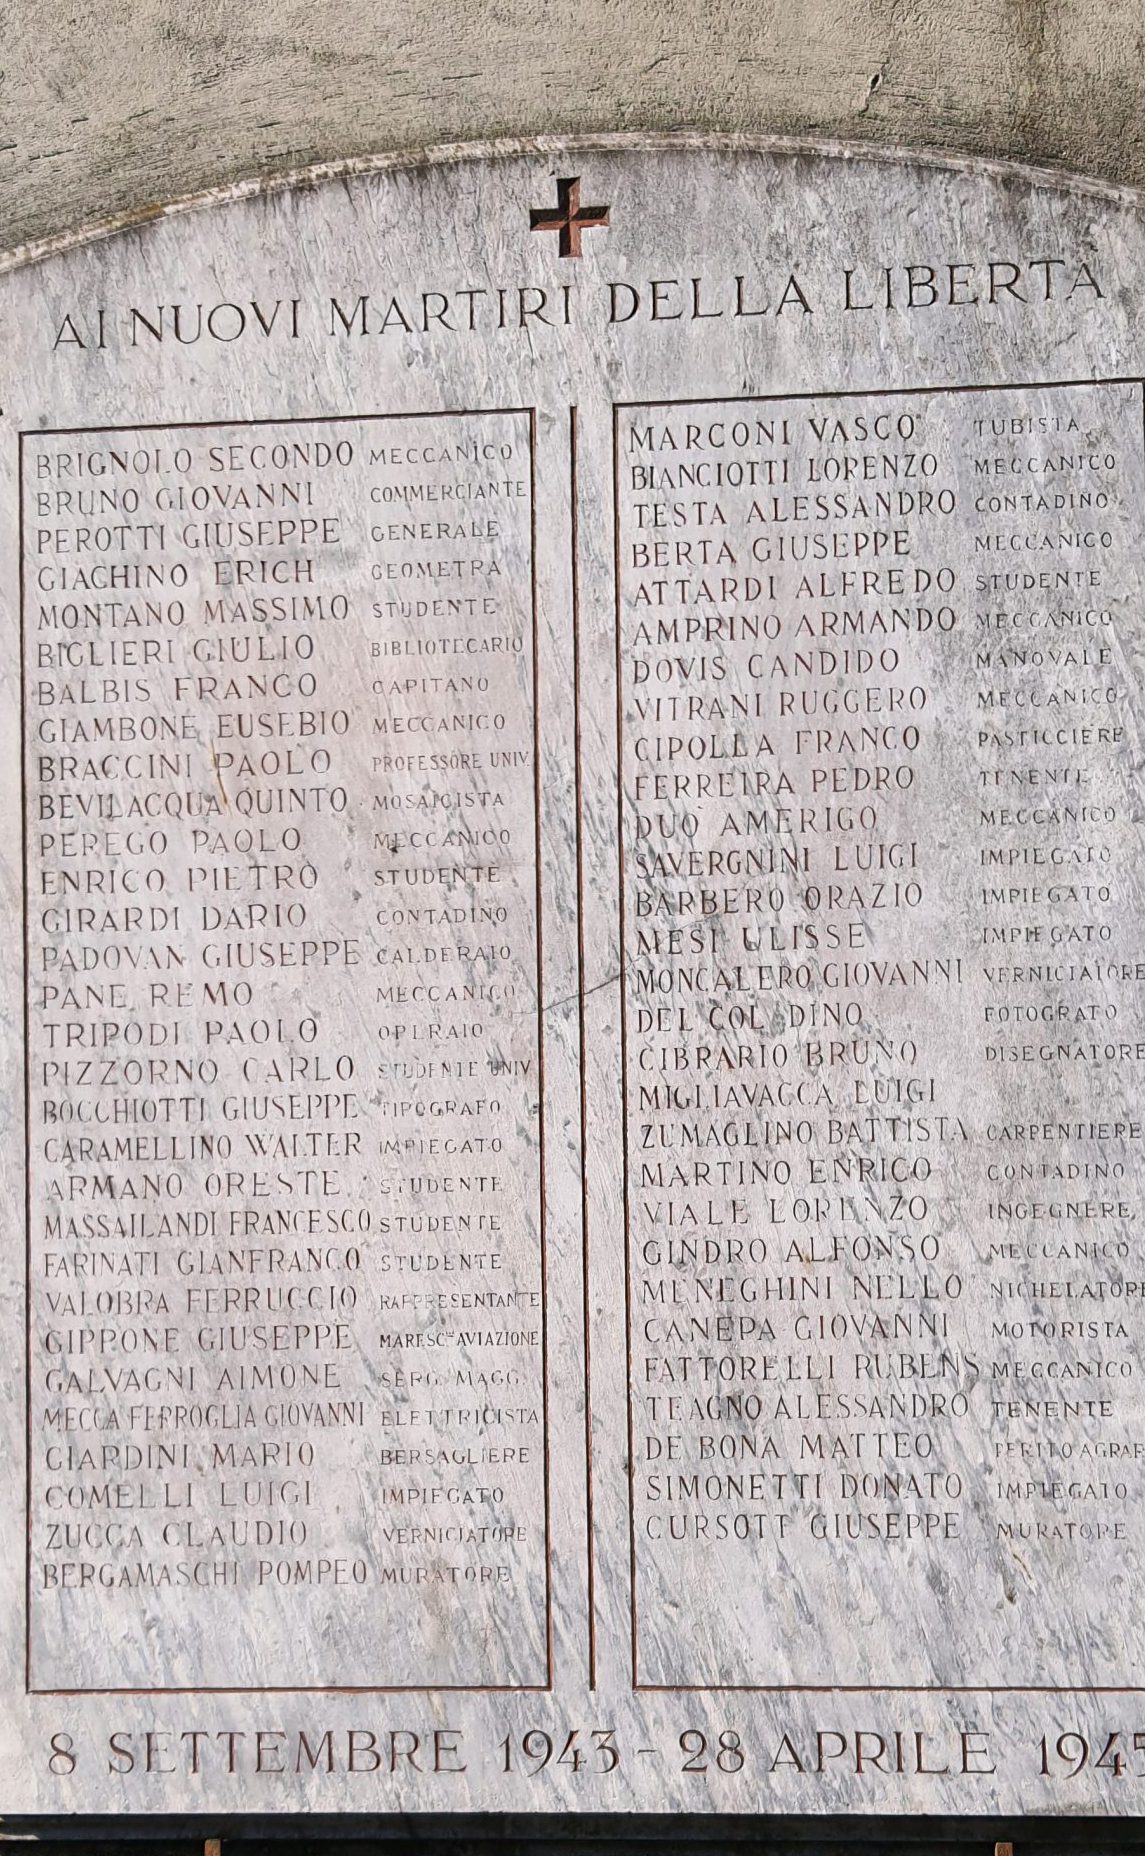 AI NUOVI MARTIRI DELLA LIBERTA
BRIGNOLO SECONDO MECCANICO
BRUNO GIOVANNI COMMERCIANTE
PEROTTI GIUSEPPE GENERALE
GIACHINO ERICH GEOMETRA
MONTANO MASSIMO STUDENTE
BIGLIERI GIULIO BIBLIOTECARIO
BALBIS FRANCO CAPITANO
GIAMBONE EUSEBIO MECCANICO
BRACCINI PAOLO PROFESSORE UNIV.
BEVILACQUA QUINTO MOSAICISTA
PEREGO PAOLO MECCANICO
ENRICO PIETRO STUDENTE
GIRARDI DARIO CONTADINO
PADOVAN GIUSEPPE CALDERAIO
PANE REMO MECCANICO
TRIPODI PAOLO OPERAIO
PIZZORNO CARLO STUDENTE UNIV
BOCCHIOTTI GIUSEPPE TIPOGRAFO
CARAMELLINO WALTER IMPIEGATO
ARMANO ORESTE STUDENTE
MASSAILANDI FRANCESCO STUDENTE
FARINATI GIANFRANCO STUDENTE
VALOBRA FERRUCCIO RAPPRESENTANTE
GIPPONE GIUSEPPE MARESC. AVIAZIONE
GALVAGNI AIMONE SERG. MAGG.
MECCA FERROGLIA GIOVANNI ELETTRICISTA
CIARDINI MARIO BERSAGLIERE
COMELLI LUIGI IMPIEGATO
ZUCCA CLAUDIO VERNICIATORE
BERGAMASCHI POMPEO MURATORE
MARCONI VASCO TUBISTA
BIANCIOTTI LORENZO MECCANICO
TESTA ALESSANDRO CONTADINO
BERTA GIUSEPPE MECCANICO
ATTARDI ALFREDO STUDENTE
AMPRINO ARMANDO MECCANICO
DOVIS CANDIDO MANOVALE
VITRANI RUGGERO MECCANICO
CIPOLLA FRANCO PASTICCIERE
FERREIRA PEDRO TENENTE
DUÒ AMERIGO MECCANICO
SAVERGNINI LUIGI IMPIEGATO
BARBERO ORAZIO IMPIEGATO
MESI ULISSE IMPIEGATO
MONCALERO GIOVANNI VERNICIATORE
DEL COL DINO FOTOGRAFO
CIBRARIO BRUNO DISEGNATORE
MIGLIAVACCA LUIGI
ZUMAGLINO BATTISTA CARPENTIERE
MARTINO ENRICO CONTADINO
VIALE LORENZO INGEGNERE
GINDRO ALFONSO MECCANICO
MENEGHINI NELLO NICHELATORE
CANEPA GIOVANNI MOTORISTA
FATTORELLI RUBENS MECCANICO
TEAGNO ALESSANDRO TENENTE
DE BONA MATTEO PERITO AGRAR
SIMONETTI DONATO IMPIEGATO
CURSOTT GIUSEPPE MURATORE
8 SETTEMBRE 1943 - 28 APRILE 1945